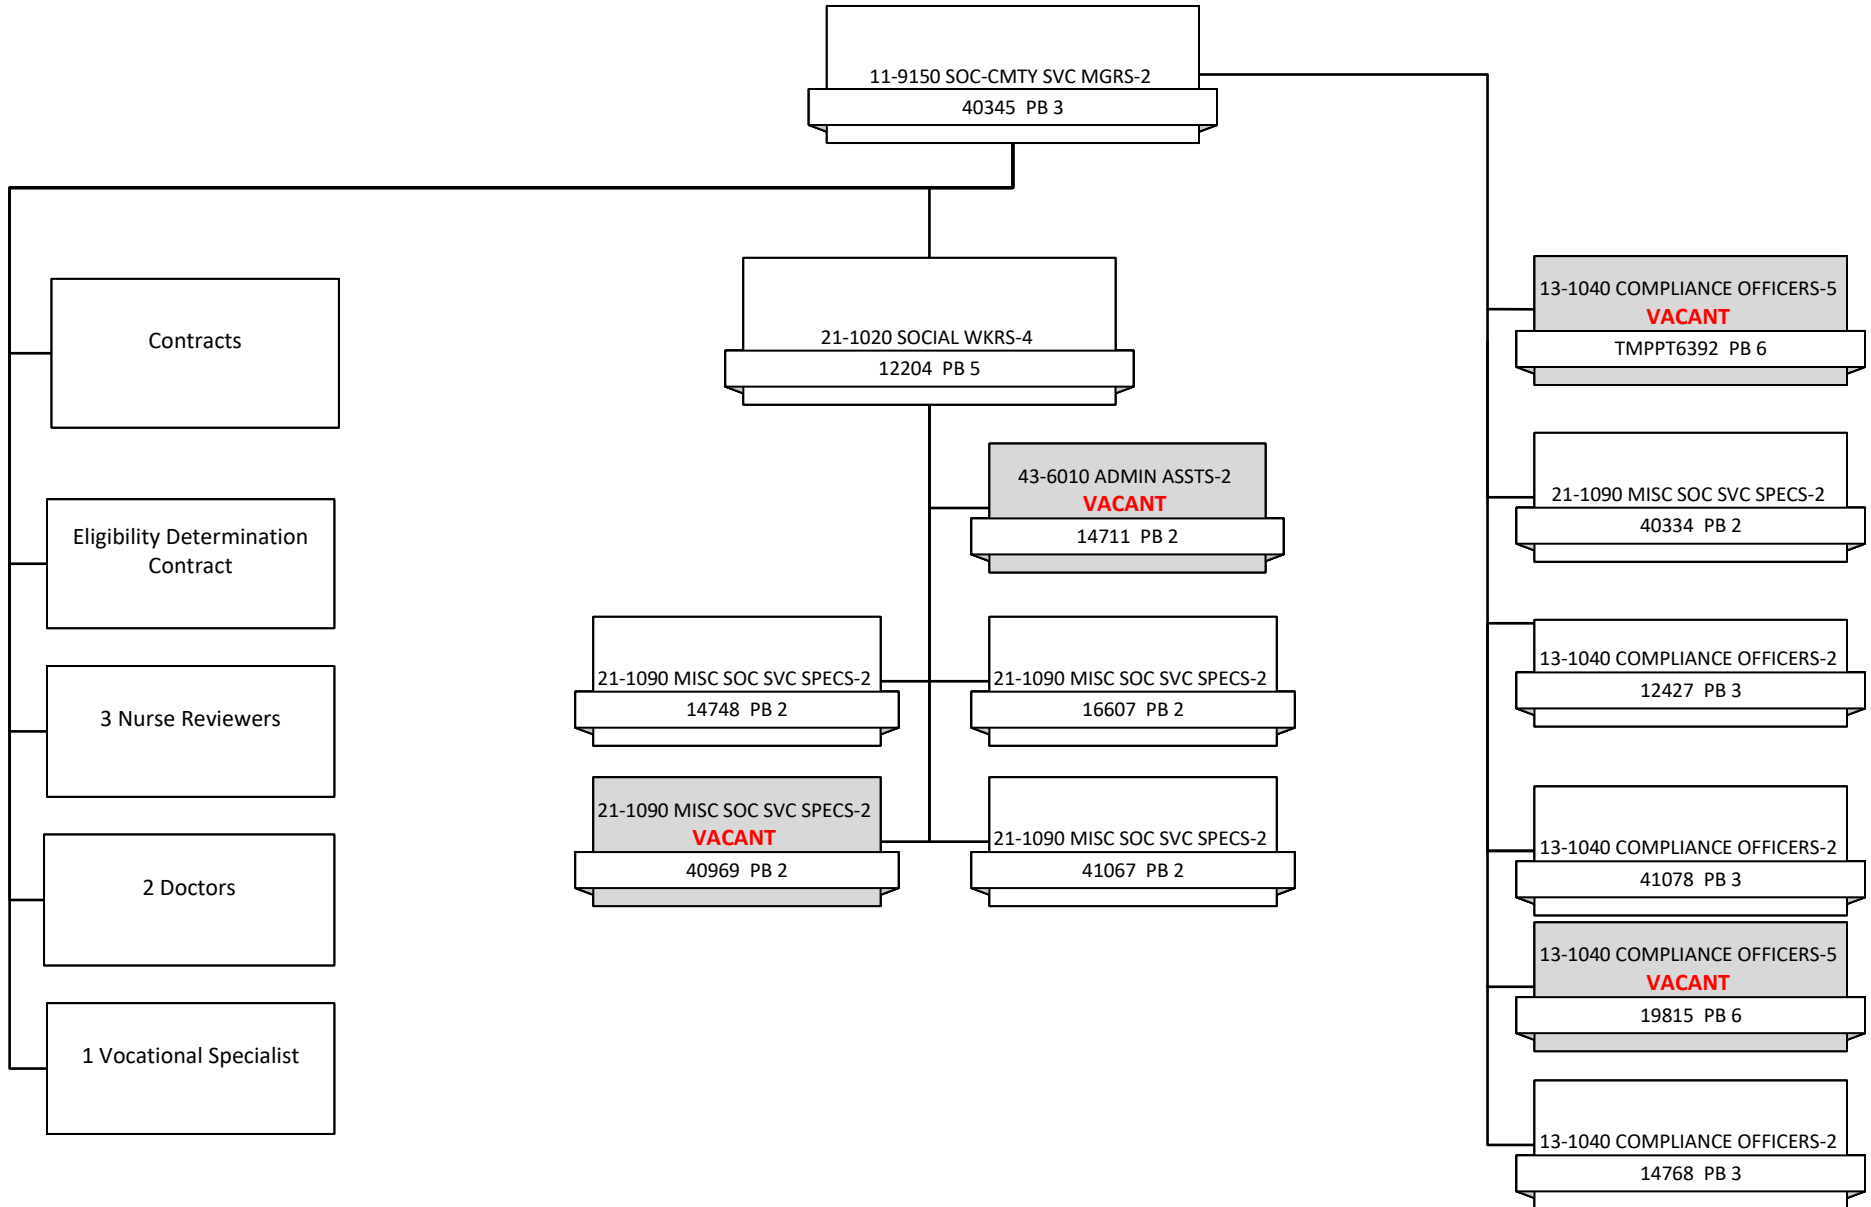 11-9150 SOC-CMTY SVC MGRS-2
40345 PB 3
Contracts
Eligibility Determination
Contract
3 Nurse Reviewers
2 Doctors
1 Vocational Specialist
21-1020 SOCIAL WKRS-4
12204 PB 5
43-6010 ADMIN ASSTS-2
VACANT
14711 PB 2
21-1090 MISC SOC SVC SPECS-2
14748 PB 2
21-1090 MISC SOC SVC SPECS-2
16607 PB 2
21-1090 MISC SOC SVC SPECS-2
VACANT
40969 PB 2
21-1090 MISC SOC SVC SPECS-2
41067 PB 2
13-1040 COMPLIANCE OFFICERS-5
VACANT
TMPPT6392 PB 6
21-1090 MISC SOC SVC SPECS-2
40334 PB 2
13-1040 COMPLIANCE OFFICERS-2
12427 PB 3
13-1040 COMPLIANCE OFFICERS-2
41078 PB 3
13-1040 COMPLIANCE OFFICERS-5
VACANT
19815 PB 6
13-1040 COMPLIANCE OFFICERS-2
14768 PB 3